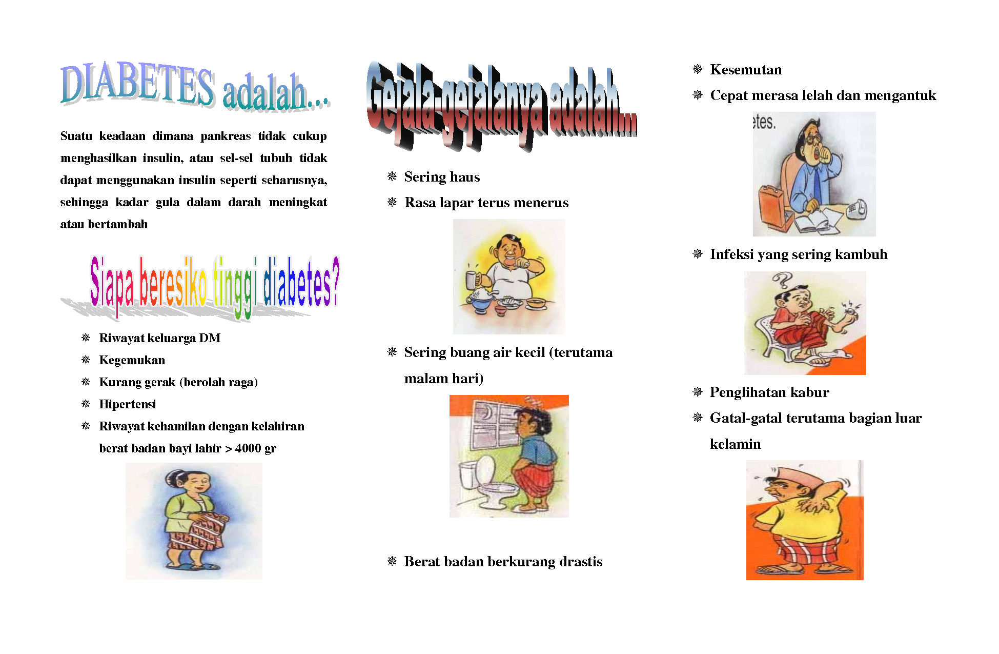 DIABETES adalah...
Suatu keadaan dimana pankreas tidak cukup
menghasilkan insulin, atau sel-sel tubuh tidak
dapat menggunakan insulin seperti seharusnya,
sehingga kadar gula dalam darah meningkat
atau bertambah
Siapa beresiko tinggi diabetes?
Riwayat keluarga DM
Kegemukan
Kurang gerak (berolah raga)
Hipertensi
Riwayat kehamilan dengan kelahiran
berat badan bayi lahir > 4000 gr
Gejala-gejalanya adalah...
Sering haus
Rasa lapar terus menerus
Sering buang air kecil (terutama
malam hari)
Berat badan berkurang drastis
Kesemutan
Cepat merasa lelah dan mengantuk
etes.
Infeksi yang sering kambuh
?
Penglihatan kabur
Gatal-gatal terutama bagian luar
kelamin